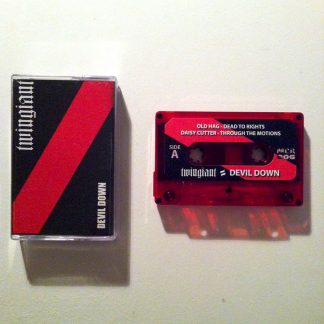 twingiant
DEVIL DOWN
OLD HAG - DEAD TO RIGHTS
DAISY CUTTER - THROUGH THE MOTIONS
SIDE
A
twingiant
DEVIL DOWN